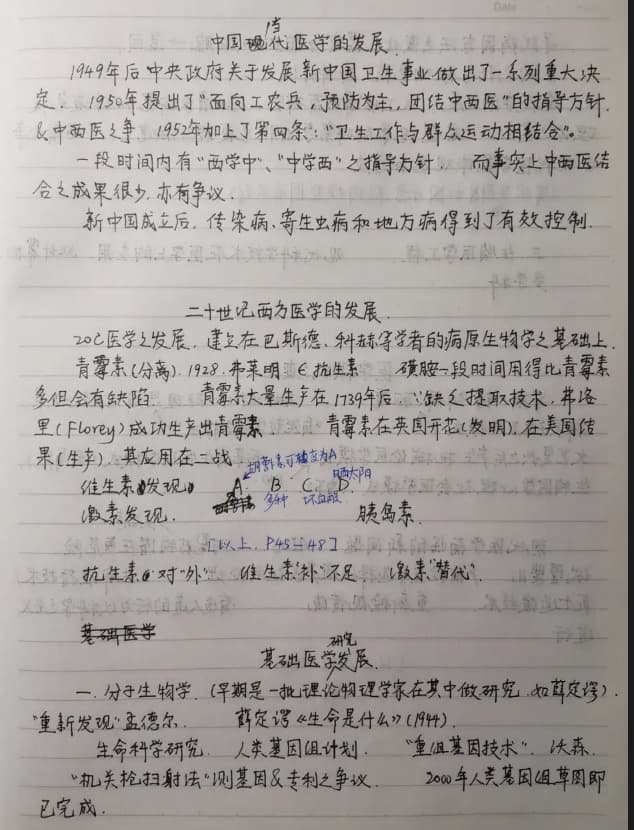 中国当代医学的发展.
1949年后中央政府关于发展新中国卫生事业做出了一系列重大决
定. 1950年提出了"面向工农兵,预防为主,团结中西医"的指导方针.
&中西医之争 1952年加上了第四条:"卫生工作与群众运动相结合"。
一段时间内有"西学中"、"中学西"之指导方针. 而事实上中西医结
合之成果很少,亦有争议.
新中国成立后,传染病、寄生虫病和地方病得到了有效控制.
二十世纪西方医学的发展.
20C医学之发展,建立在巴斯德、科赫等学者的病原生物学之基础上.
青霉素(分离).1928.弗莱明 ∈抗生素. 磺胺一段时间用得比青霉素
多但会有缺陷. 青霉素大量生产在1739年后.∵缺乏提取技术,弗洛
里(Florey)成功生产出青霉素. 青霉素在英国开花(发明),在美国结
果(生产).其应用在二战.
胡萝卜素可转变为A
晒太阳
维生素发现 A. B. C. D.
多种 坏血酸
激素发现. 胰岛素.
[以上.P45-48]
抗生素 对"外" 维生素"补"不足 激素"替代".
基础医学
基础医学研究发展.
一.分子生物学.(早期是一批理论物理学家在其中做研究.如薛定谔).
"重新发现"孟德尔. 薛定谔《生命是什么》(1944).
生命科学研究. 人类基因组计划. "重组基因技术". 沃森.
"机关枪扫射法"测基因&专利之争议. 2000年人类基因组草图即
已完成.